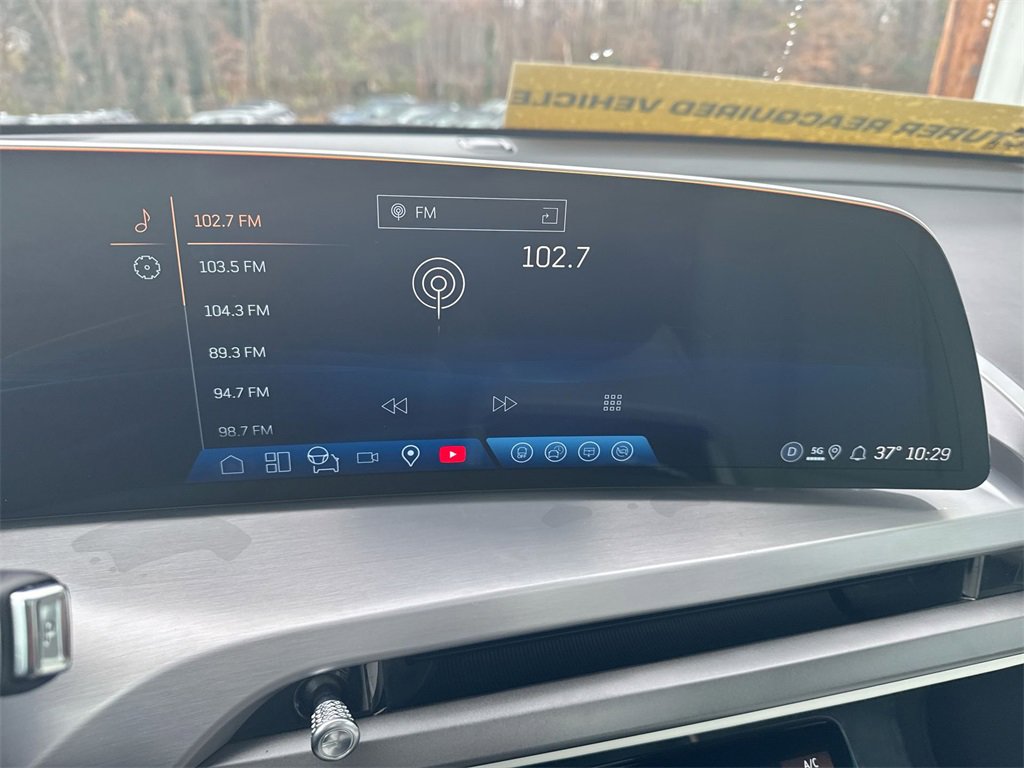 TURER REACQUIRED VEHICLE
102.7 FM
103.5 FM
104.3 FM
89.3 FM
94.7 FM
98.7 FM
FM
102.7
OFF
D 5G 37° 10:29
A/C